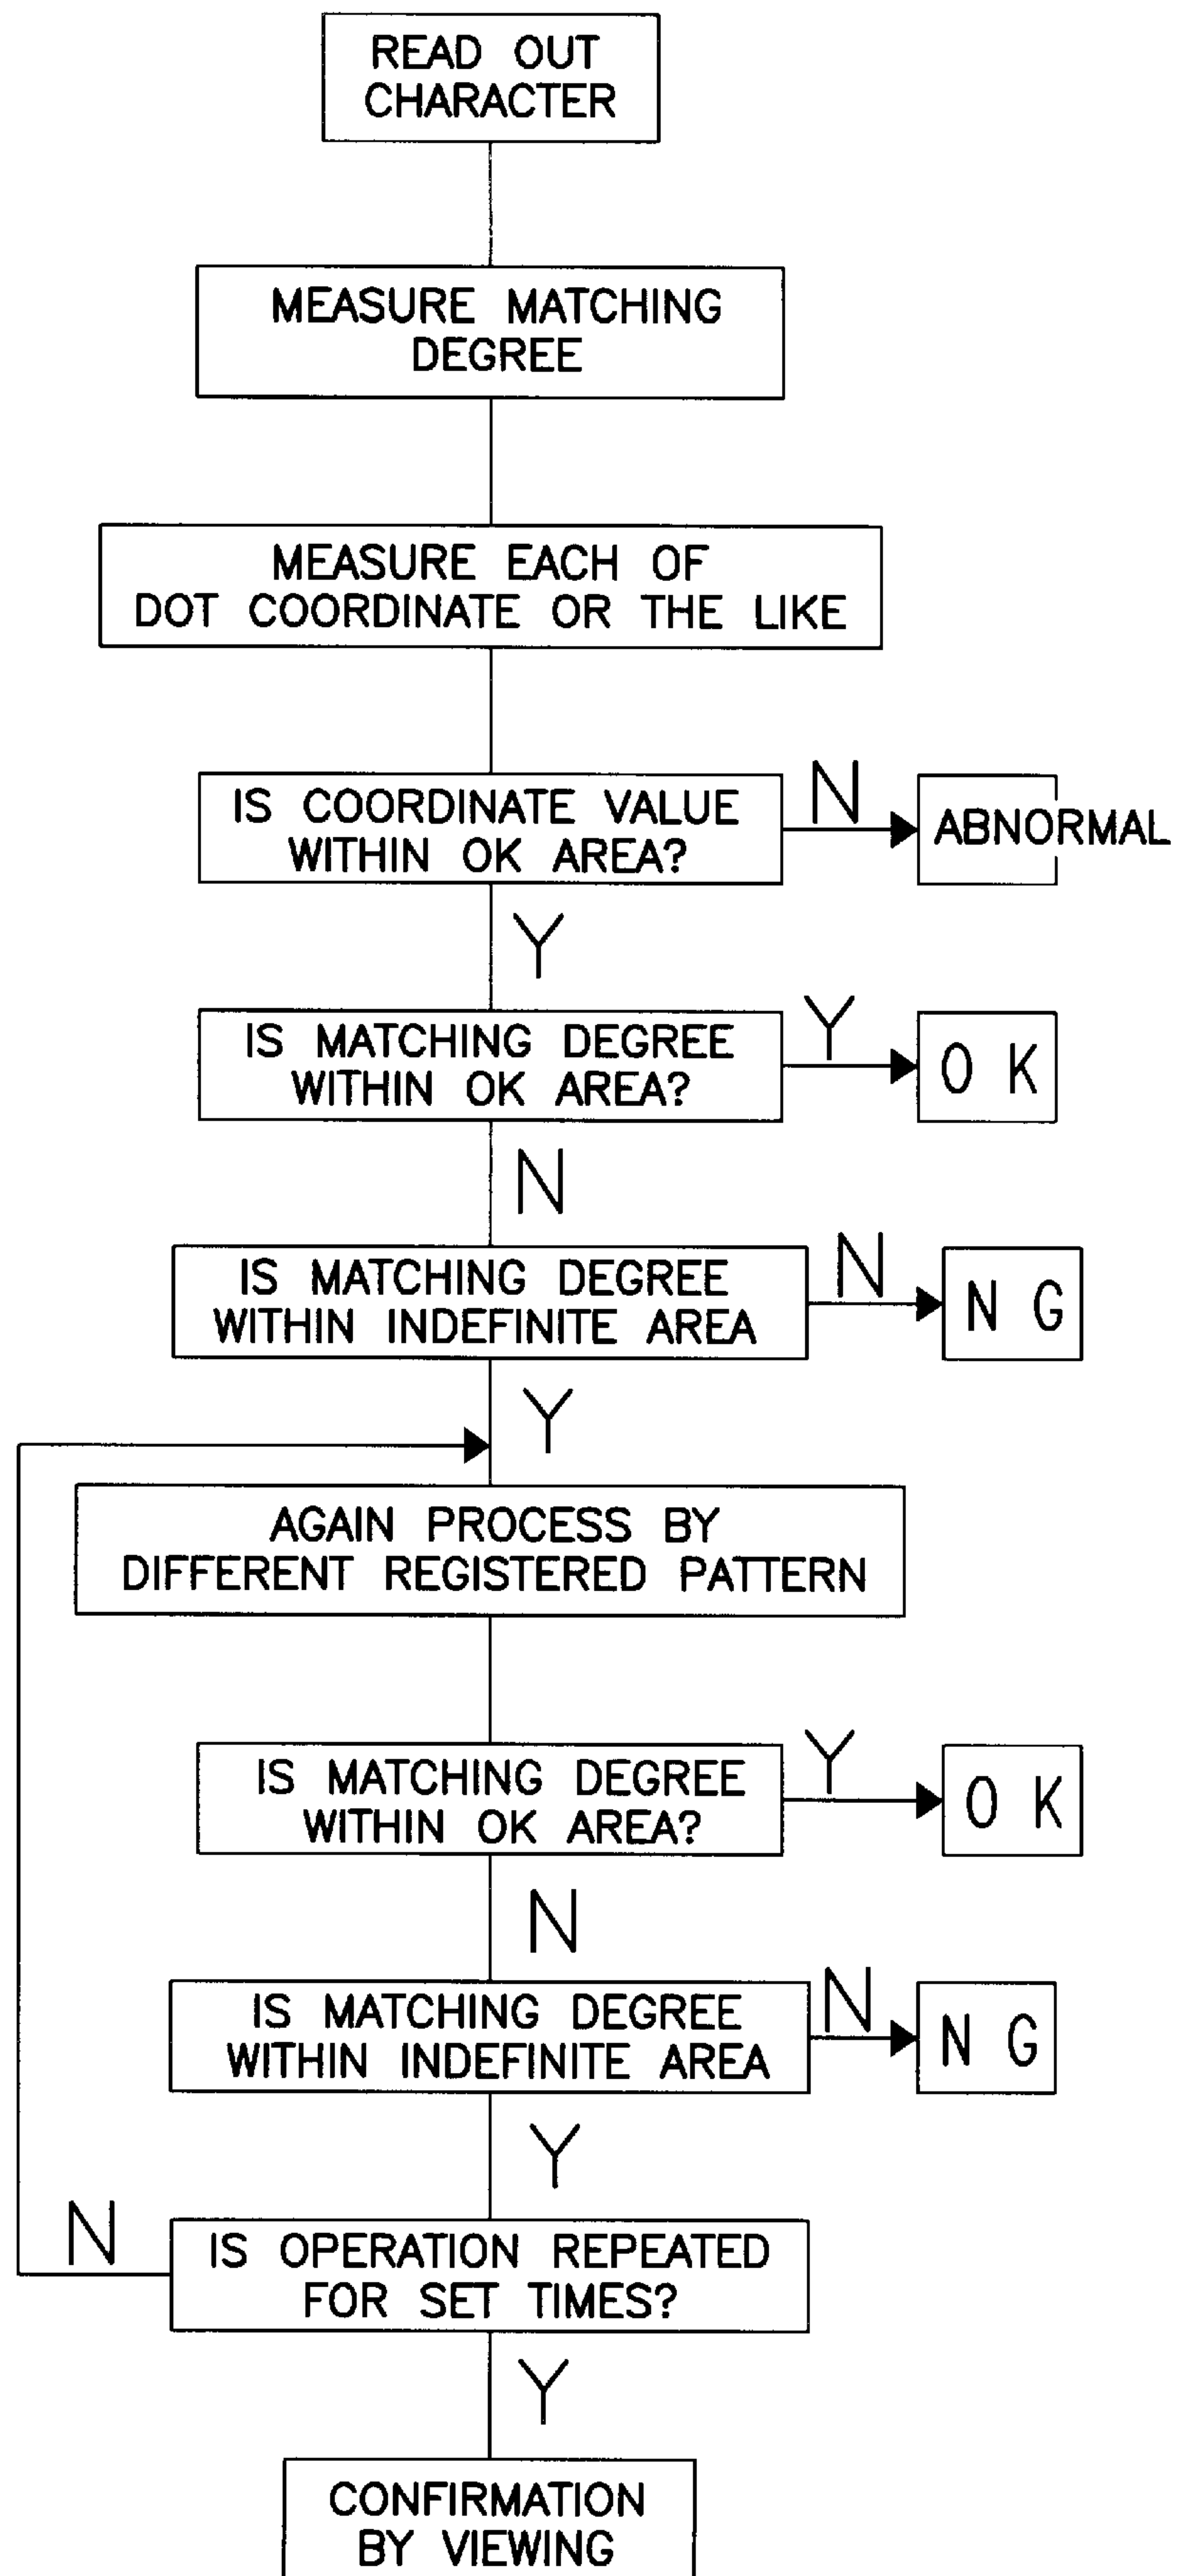 READ OUT
CHARACTER
MEASURE MATCHING
DEGREE
MEASURE EACH OF
DOT COORDINATE OR THE LIKE
IS COORDINATE VALUE
WITHIN OK AREA?
N
ABNORMAL
Y
IS MATCHING DEGREE
WITHIN OK AREA?
Y
O K
N
IS MATCHING DEGREE
WITHIN INDEFINITE AREA
N
N G
Y
AGAIN PROCESS BY
DIFFERENT REGISTERED PATTERN
IS MATCHING DEGREE
WITHIN OK AREA?
Y
O K
N
IS MATCHING DEGREE
WITHIN INDEFINITE AREA
N
N G
Y
N
IS OPERATION REPEATED
FOR SET TIMES?
Y
CONFIRMATION
BY VIEWING